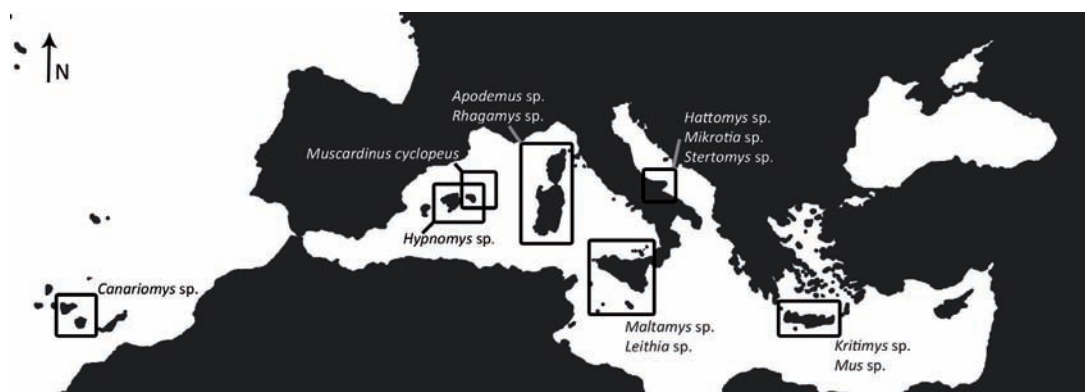 N
Apodemus sp.
Rhagamys sp.
Hattomys sp.
Mikrotia sp.
Stertomys sp.
Muscardinus cyclopeus
Hypnomys sp.
Canariomys sp.
Maltamys sp.
Leithia sp.
Kritimys sp.
Mus sp.